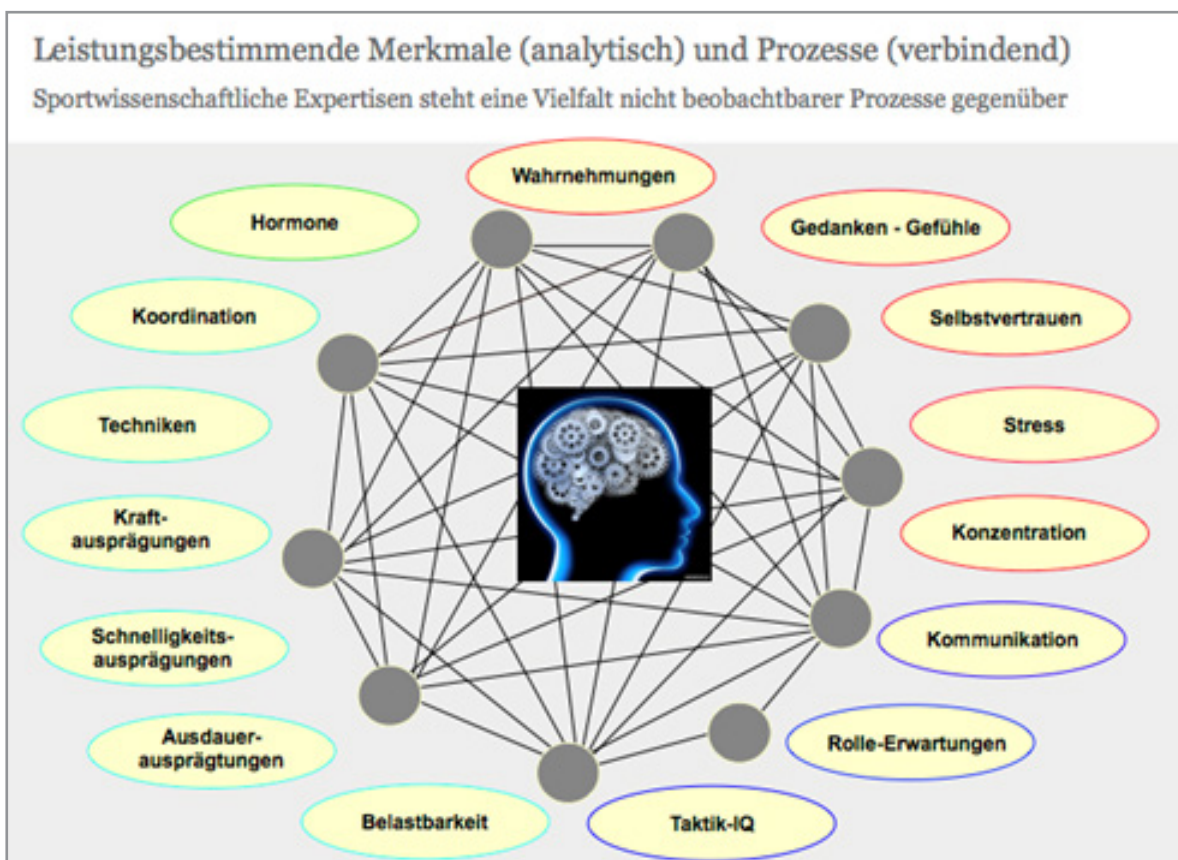 Leistungsbestimmende Merkmale (analytisch) und Prozesse (verbindend)
Sportwissenschaftliche Expertisen steht eine Vielfalt nicht beobachtbarer Prozesse gegenüber
Wahrnehmungen
Hormone
Gedanken - Gefühle
Koordination
Selbstvertrauen
Techniken
Stress
Kraft-
ausprägungen
Konzentration
Schnelligkeits-
ausprägungen
Kommunikation
Ausdauer-
ausprägtungen
Rolle-Erwartungen
Belastbarkeit
Taktik-IQ